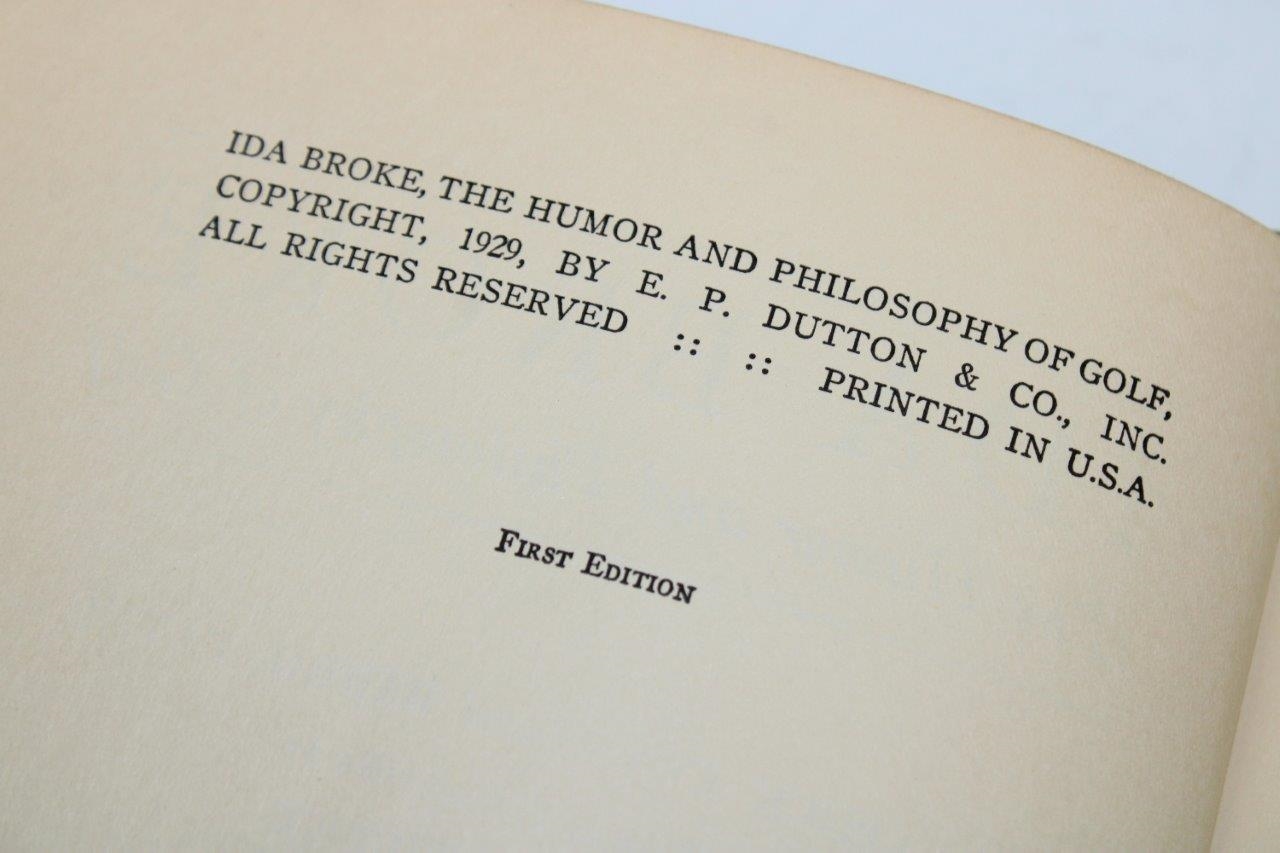 IDA BROKE, THE HUMOR AND PHILOSOPHY OF GOLF,
COPYRIGHT, 1929, BY E. P. DUTTON & CO., INC.
ALL RIGHTS RESERVED :: :: PRINTED IN U.S.A.
FIRST EDITION